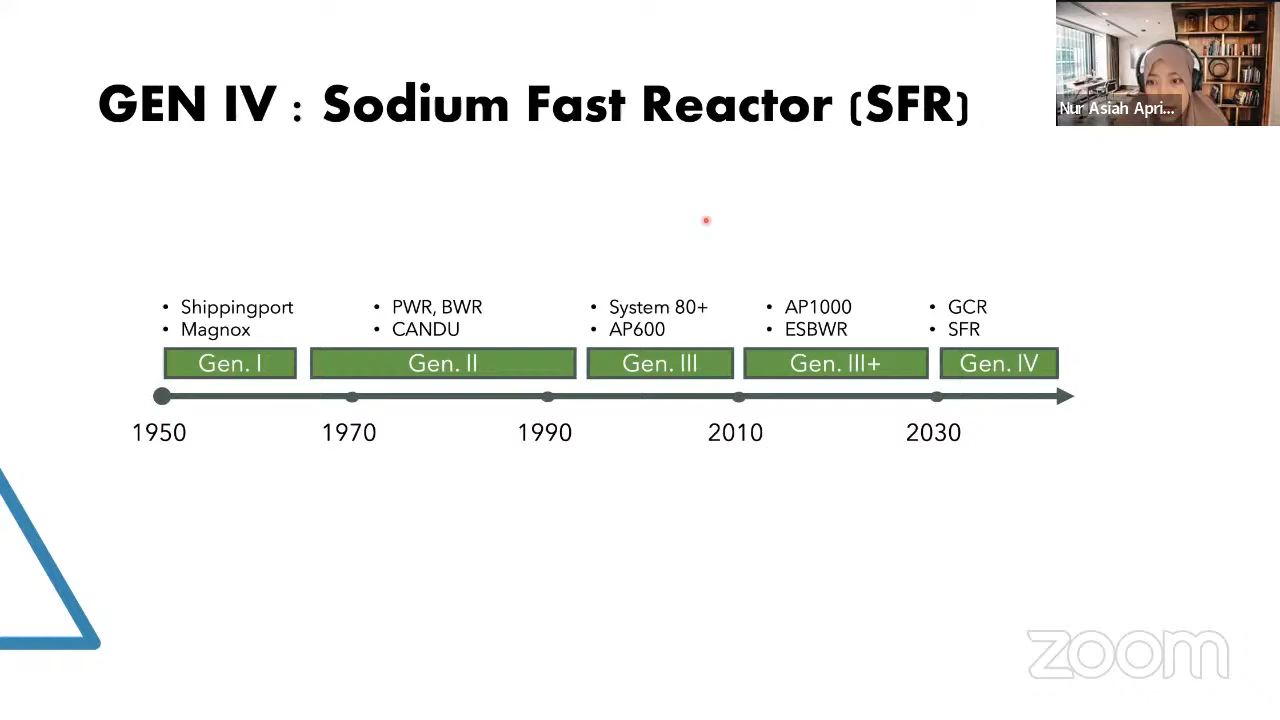 GEN IV : Sodium Fast Reactor (SFR)
Nur Asiah Apri...
• Shippingport
• Magnox
• PWR, BWR
• CANDU
• System 80+
• AP600
• AP1000
• ESBWR
• GCR
• SFR
Gen. I
Gen. II
Gen. III
Gen. III+
Gen. IV
1950
1970
1990
2010
2030
zoom